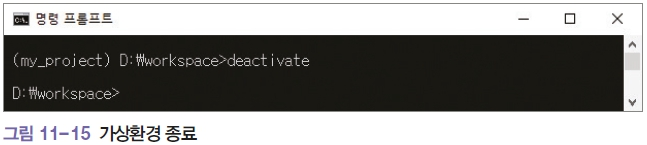 명령 프롬프트
(my_project) D:₩workspace>deactivate
D:₩workspace>
그림 11-15 가상환경 종료